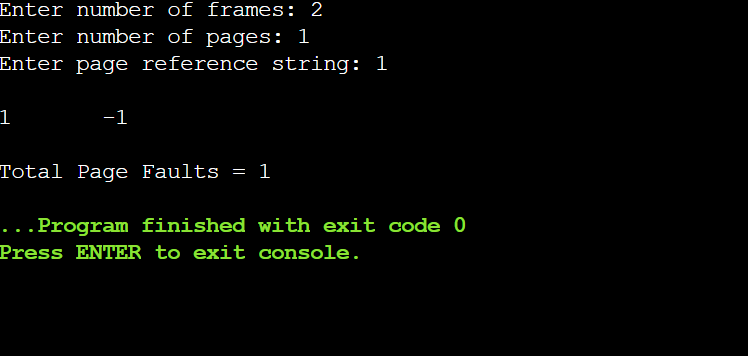 Enter number of frames: 2
Enter number of pages: 1
Enter page reference string: 1
1 -1
Total Page Faults = 1
...Program finished with exit code 0
Press ENTER to exit console.